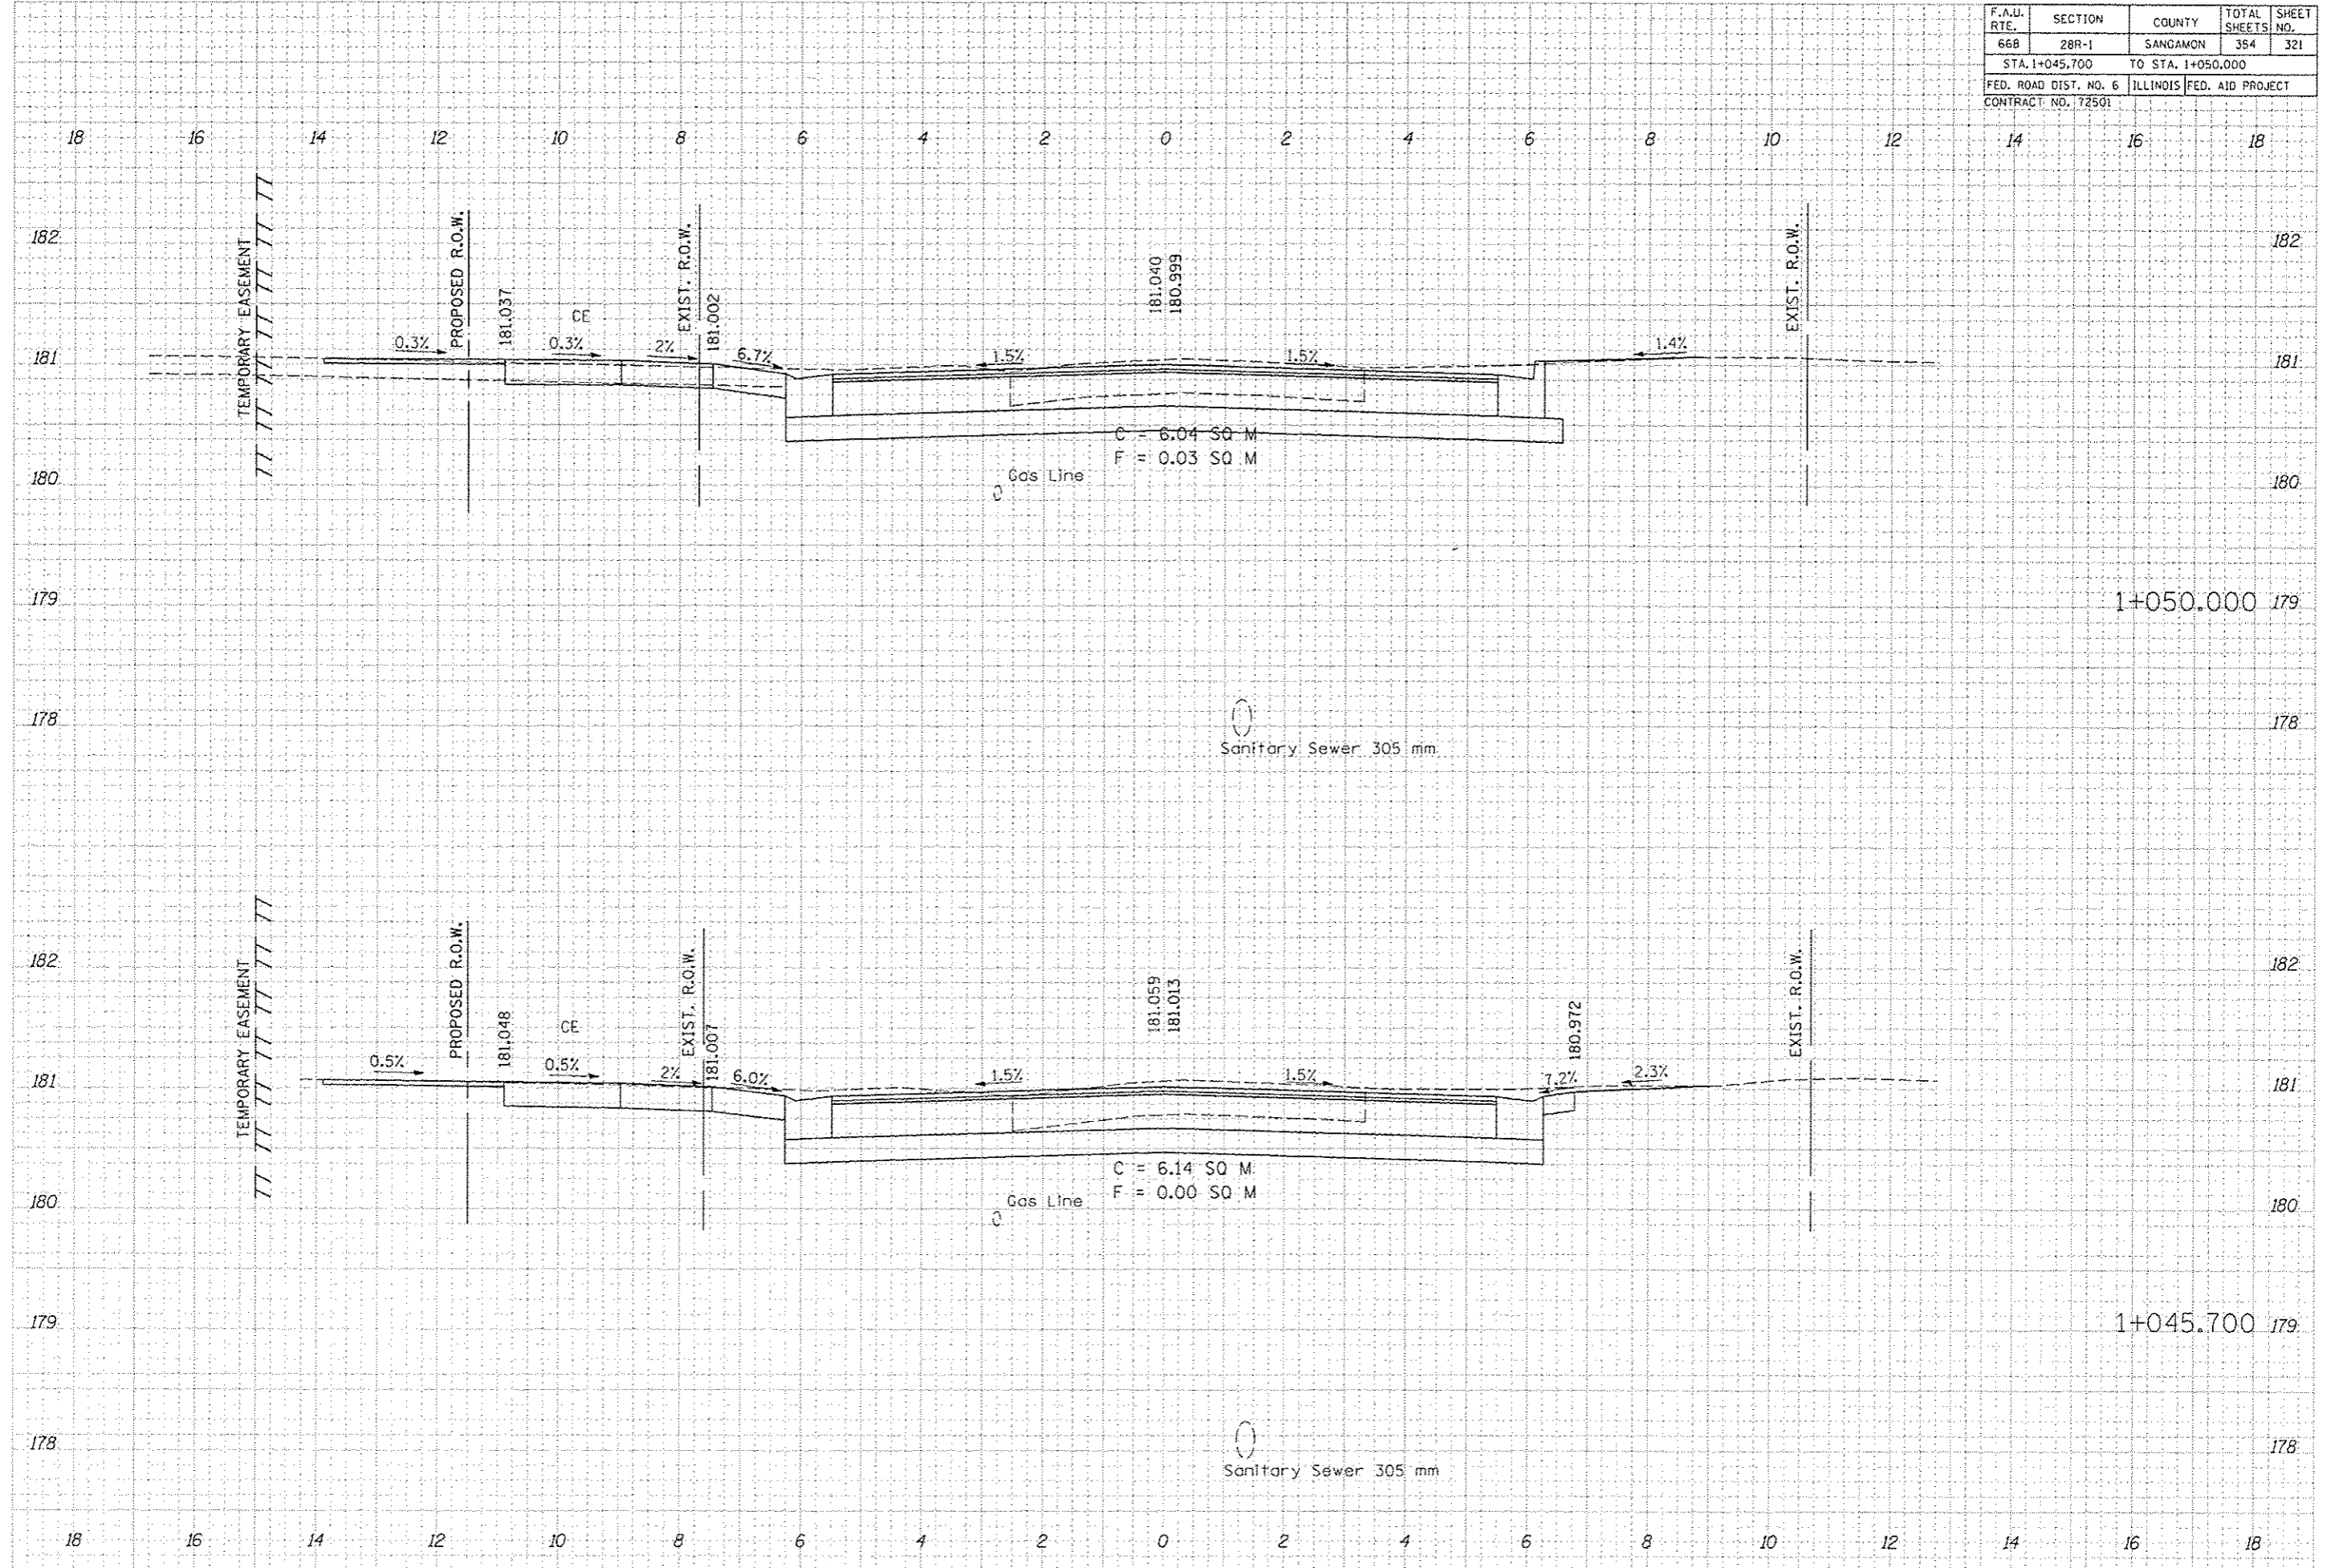 F.A.U. RTE. SECTION COUNTY TOTAL SHEETS SHEET NO.
668 28R-1 SANGAMON 354 321
STA. 1+045.700 TO STA. 1+050.000
FED. ROAD DIST. NO. 6 ILLINOIS FED. AID PROJECT
CONTRACT NO. 72501
18 16 14 12 10 8 6 4 2 0 2 4 6 8 10 12 14 16 18
TEMPORARY EASEMENT
PROPOSED R.O.W.
181.037
CE
EXIST. R.O.W.
181.002
181.040
180.999
EXIST. R.O.W.
182 182
0.3% 0.3% 2% 6.7% 1.5% 1.5% 1.4%
181 181
C = 6.04 SQ M
F = 0.03 SQ M
Gas Line
180 180
179 1+050.000 179
178 178
Sanitary Sewer 305 mm
TEMPORARY EASEMENT
PROPOSED R.O.W.
181.048
CE
EXIST. R.O.W.
181.007
181.059
181.013
180.972
EXIST. R.O.W.
182 182
0.5% 0.5% 2% 6.0% 1.5% 1.5% 7.2% 2.3%
181 181
C = 6.14 SQ M
F = 0.00 SQ M
Gas Line
180 180
179 1+045.700 179
178 178
Sanitary Sewer 305 mm
18 16 14 12 10 8 6 4 2 0 2 4 6 8 10 12 14 16 18